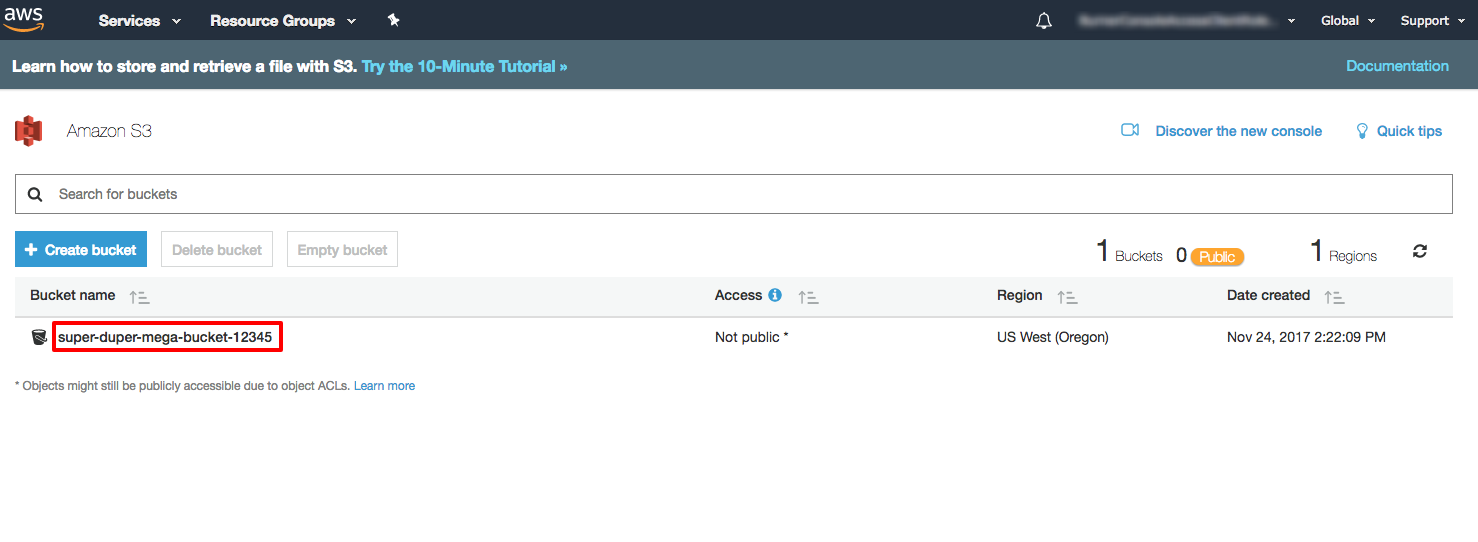 aws Services Resource Groups Global Support
Learn how to store and retrieve a file with S3. Try the 10-Minute Tutorial » Documentation
Amazon S3 Discover the new console Quick tips
Search for buckets
+ Create bucket Delete bucket Empty bucket 1 Buckets 0 Public 1 Regions
Bucket name Access Region Date created
super-duper-mega-bucket-12345 Not public * US West (Oregon) Nov 24, 2017 2:22:09 PM
* Objects might still be publicly accessible due to object ACLs. Learn more